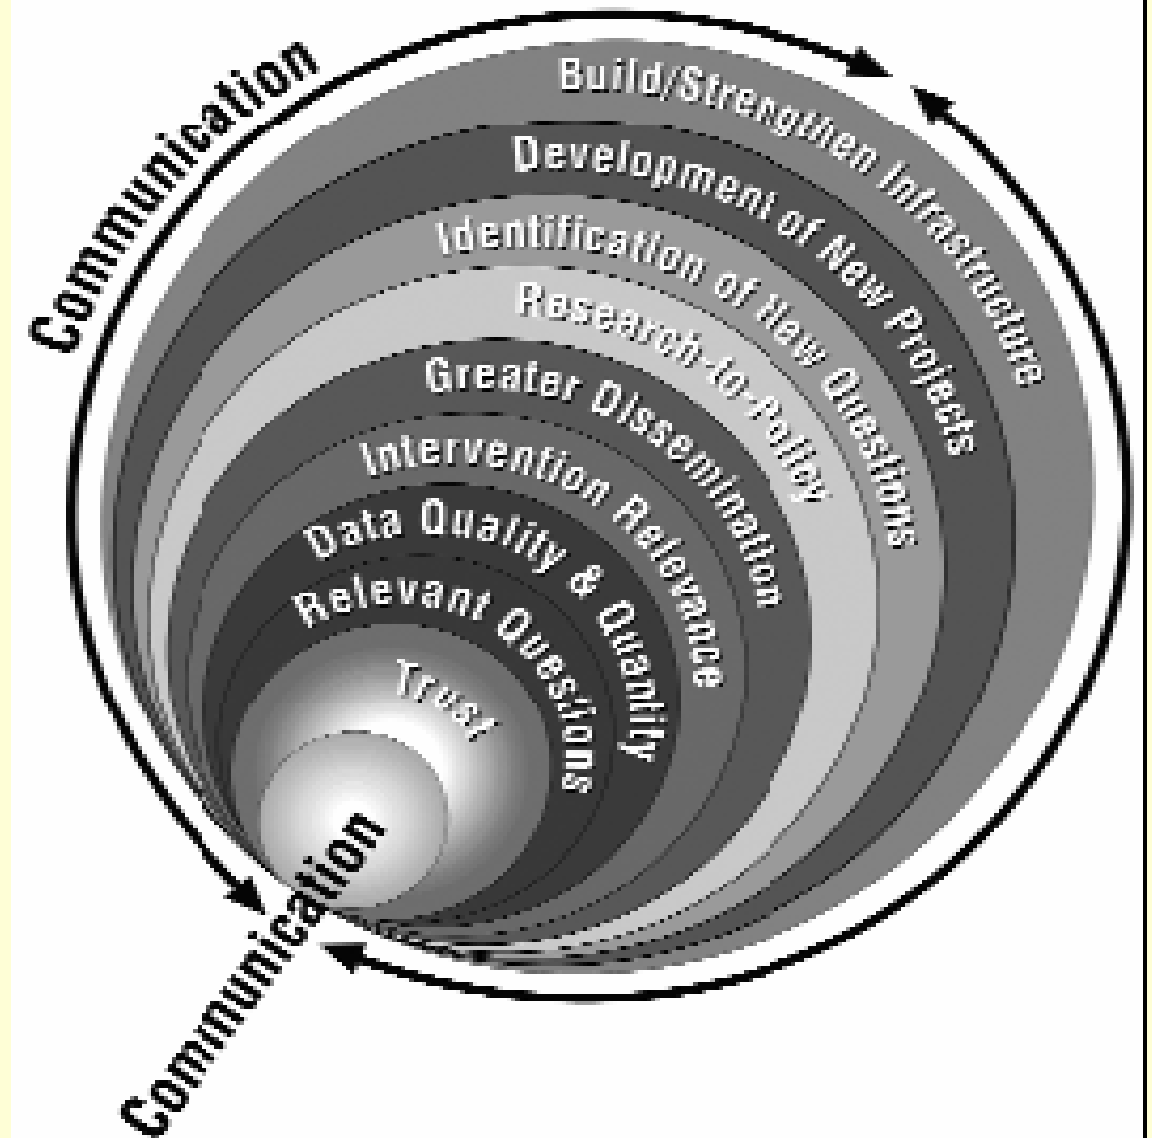 Communication
Build/Strengthen Infrastructure
Development of New Projects
Identification of New Questions
Research-to-Policy
Greater Dissemination
Intervention Relevance
Data Quality & Quantity
Relevant Questions
Trust
Communication